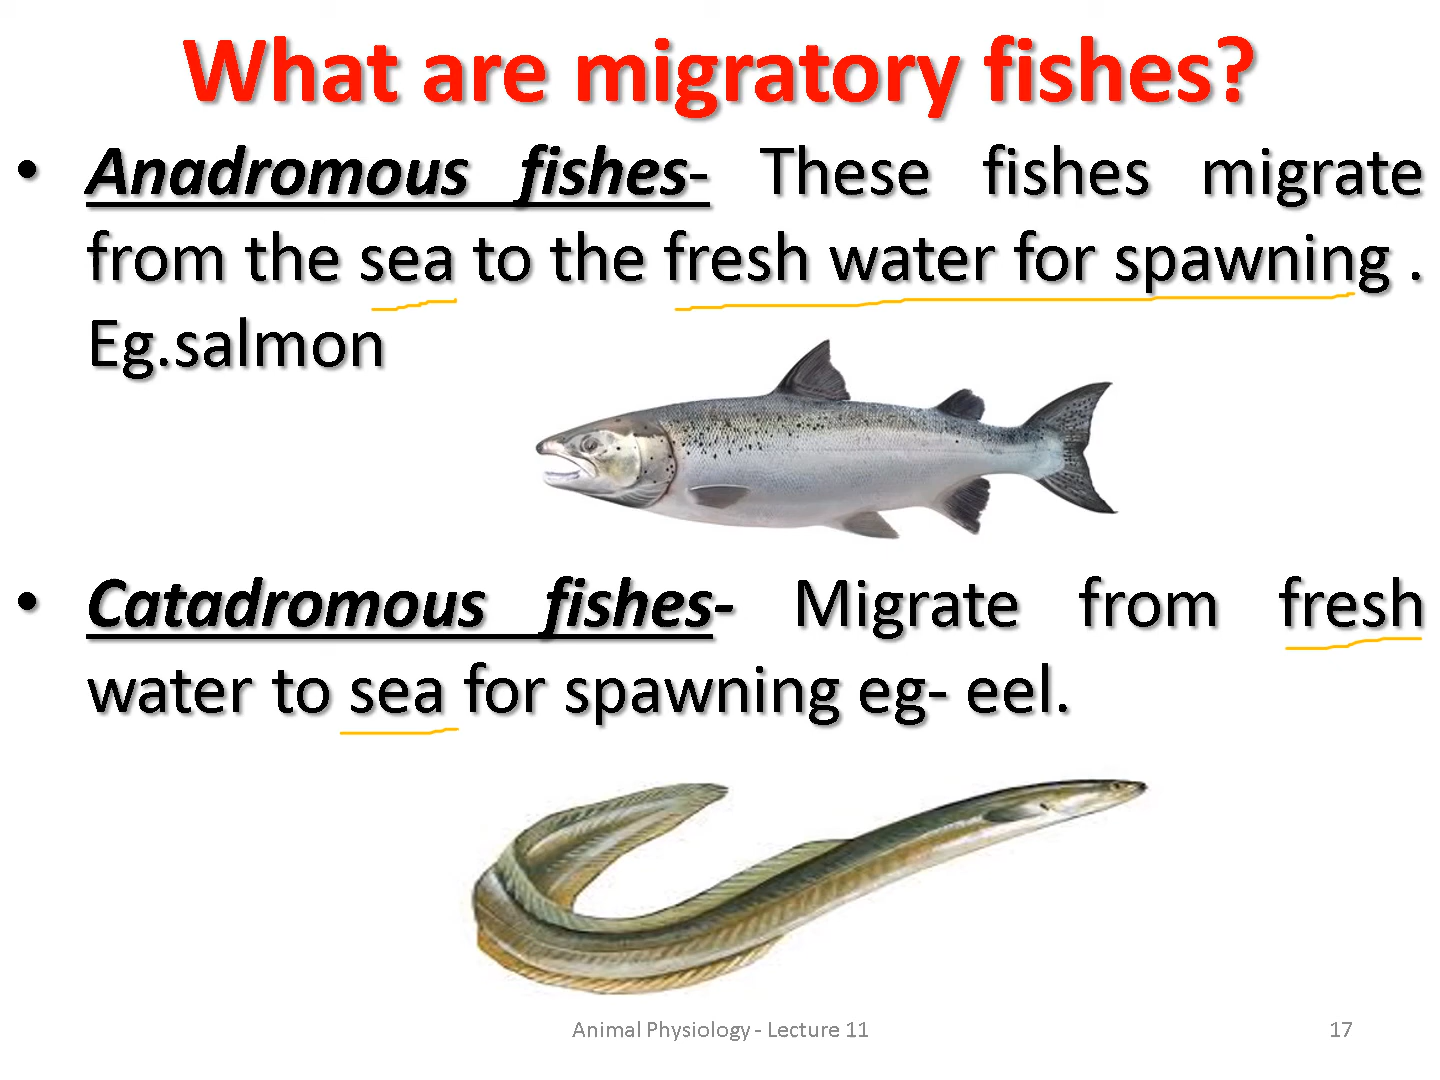 What are migratory fishes?
• Anadromous fishes- These fishes migrate
from the sea to the fresh water for spawning .
Eg.salmon
• Catadromous fishes- Migrate from fresh
water to sea for spawning eg- eel.
Animal Physiology - Lecture 11 17